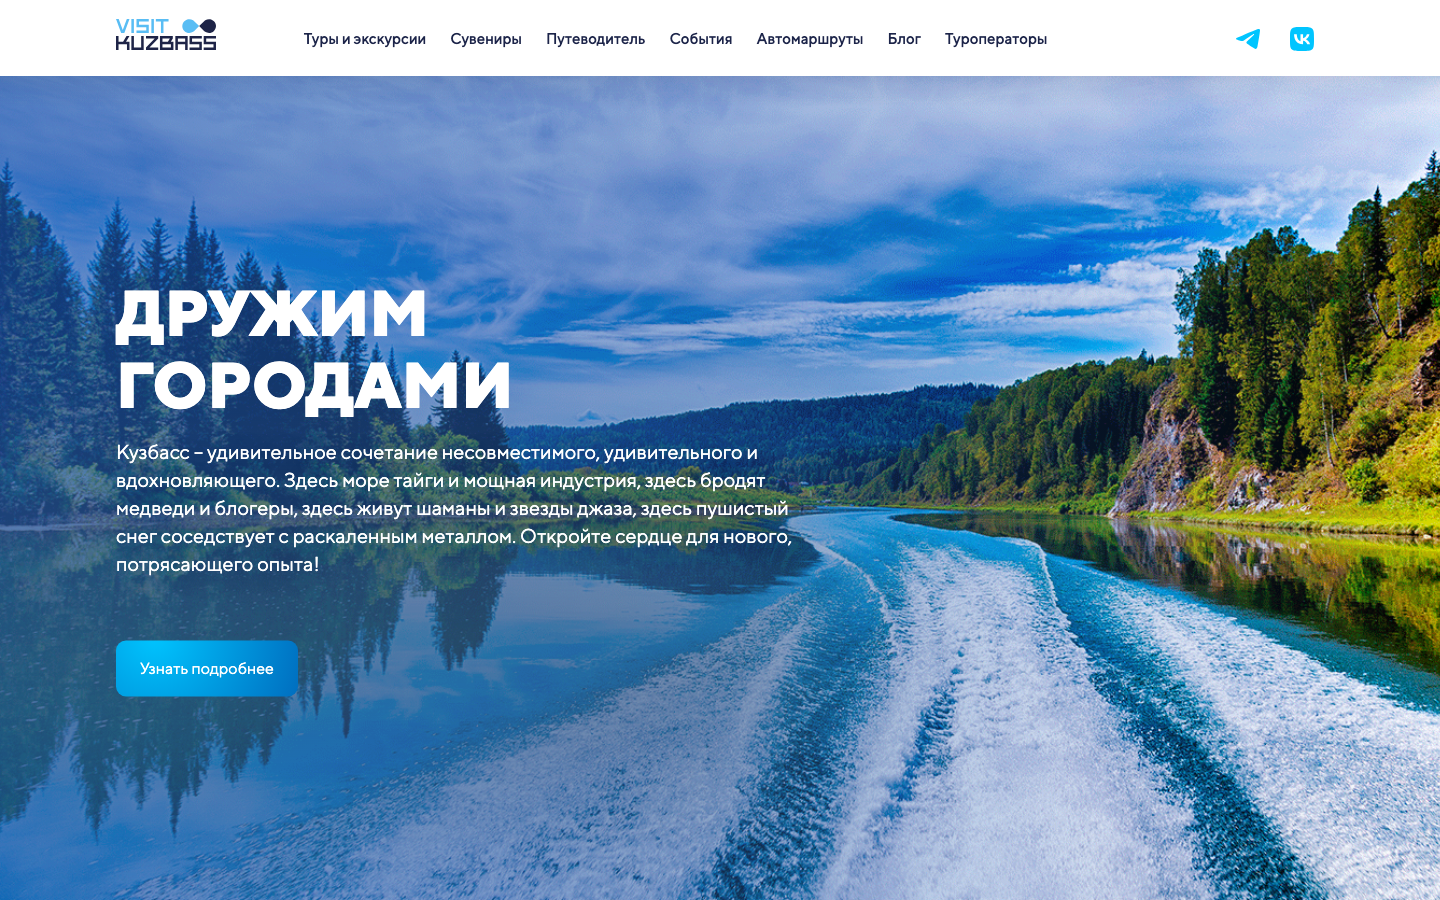 VISIT
KUZBASS
Туры и экскурсии Сувениры Путеводитель События Автомаршруты Блог Туроператоры
ДРУЖИМ
ГОРОДАМИ
Кузбасс – удивительное сочетание несовместимого, удивительного и
вдохновляющего. Здесь море тайги и мощная индустрия, здесь бродят
медведи и блогеры, здесь живут шаманы и звезды джаза, здесь пушистый
снег соседствует с раскаленным металлом. Откройте сердце для нового,
потрясающего опыта!
Узнать подробнее